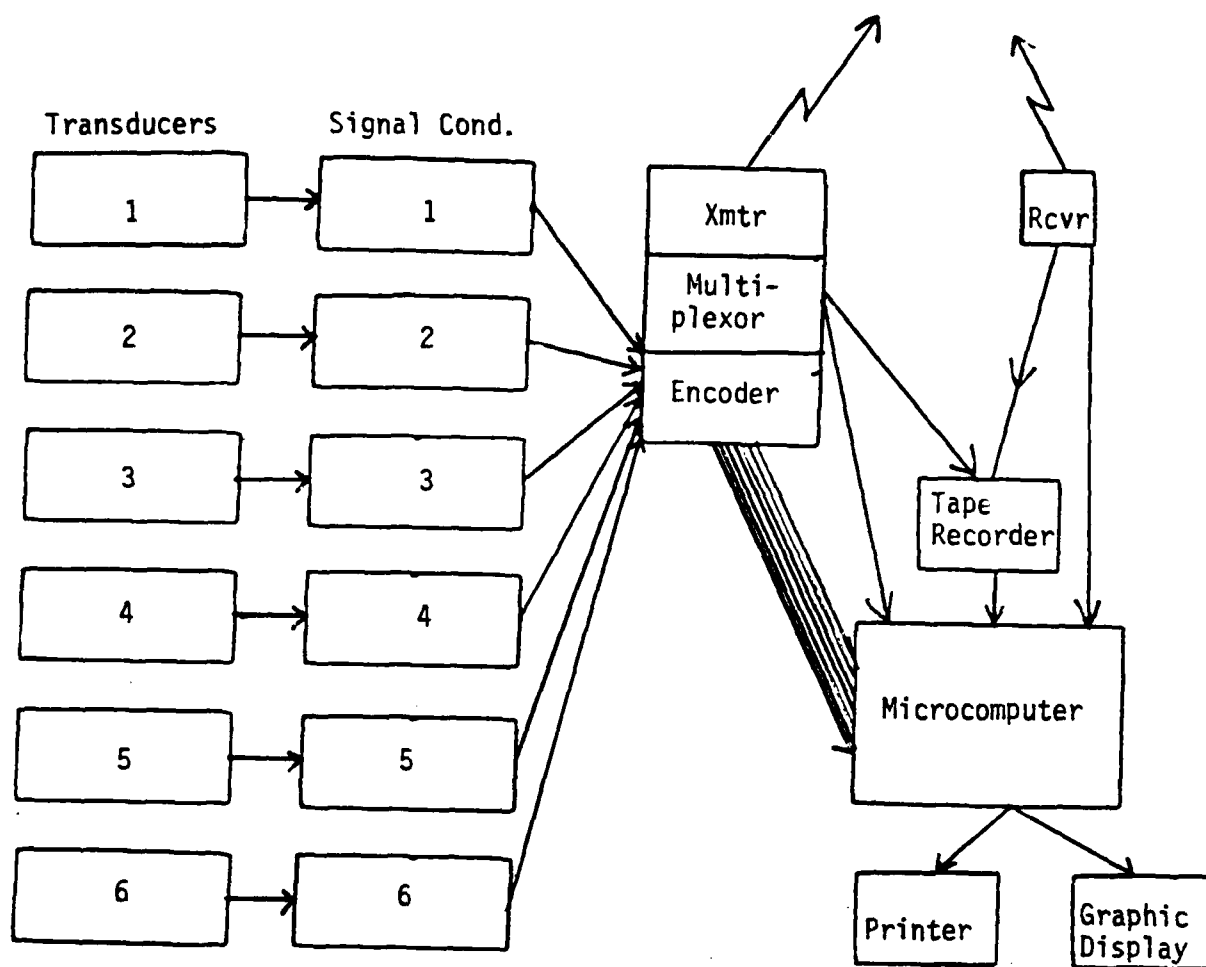 Transducers
Signal Cond.
1
1
2
2
3
3
4
4
5
5
6
6
Xmtr
Multi-
plexor
Encoder
Rcvr
Tape
Recorder
Microcomputer
Printer
Graphic
Display